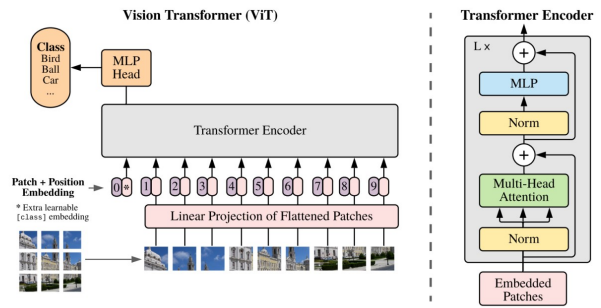 Vision Transformer (ViT)
Class
Bird
Ball
Car
...
MLP
Head
Transformer Encoder
Patch + Position
Embedding
* Extra learnable
[class] embedding
0 * 1 2 3 4 5 6 7 8 9
Linear Projection of Flattened Patches
Transformer Encoder
L ×
+
MLP
Norm
+
Multi-Head
Attention
Norm
Embedded
Patches